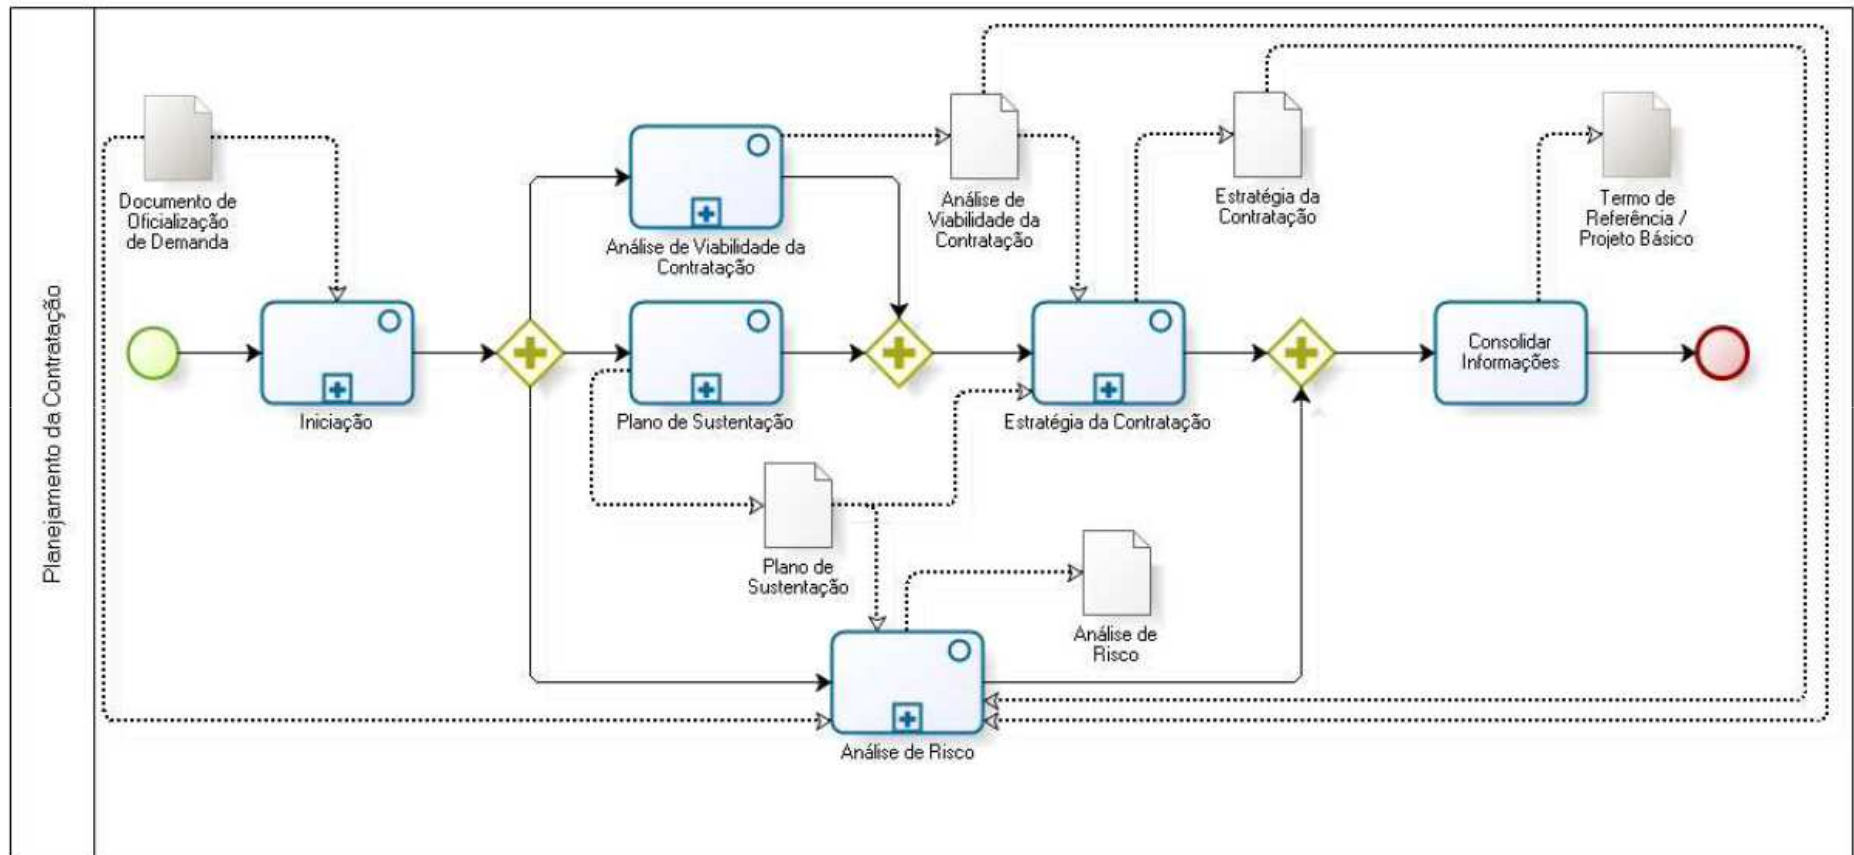 Planejamento da Contratação
Documento de
Oficialização
de Demanda
Iniciação
Análise de Viabilidade da
Contratação
Plano de Sustentação
Plano de
Sustentação
Análise de
Viabilidade da
Contratação
Estratégia da Contratação
Estratégia da
Contratação
Análise de
Risco
Análise de Risco
Consolidar
Informações
Termo de
Referência /
Projeto Básico